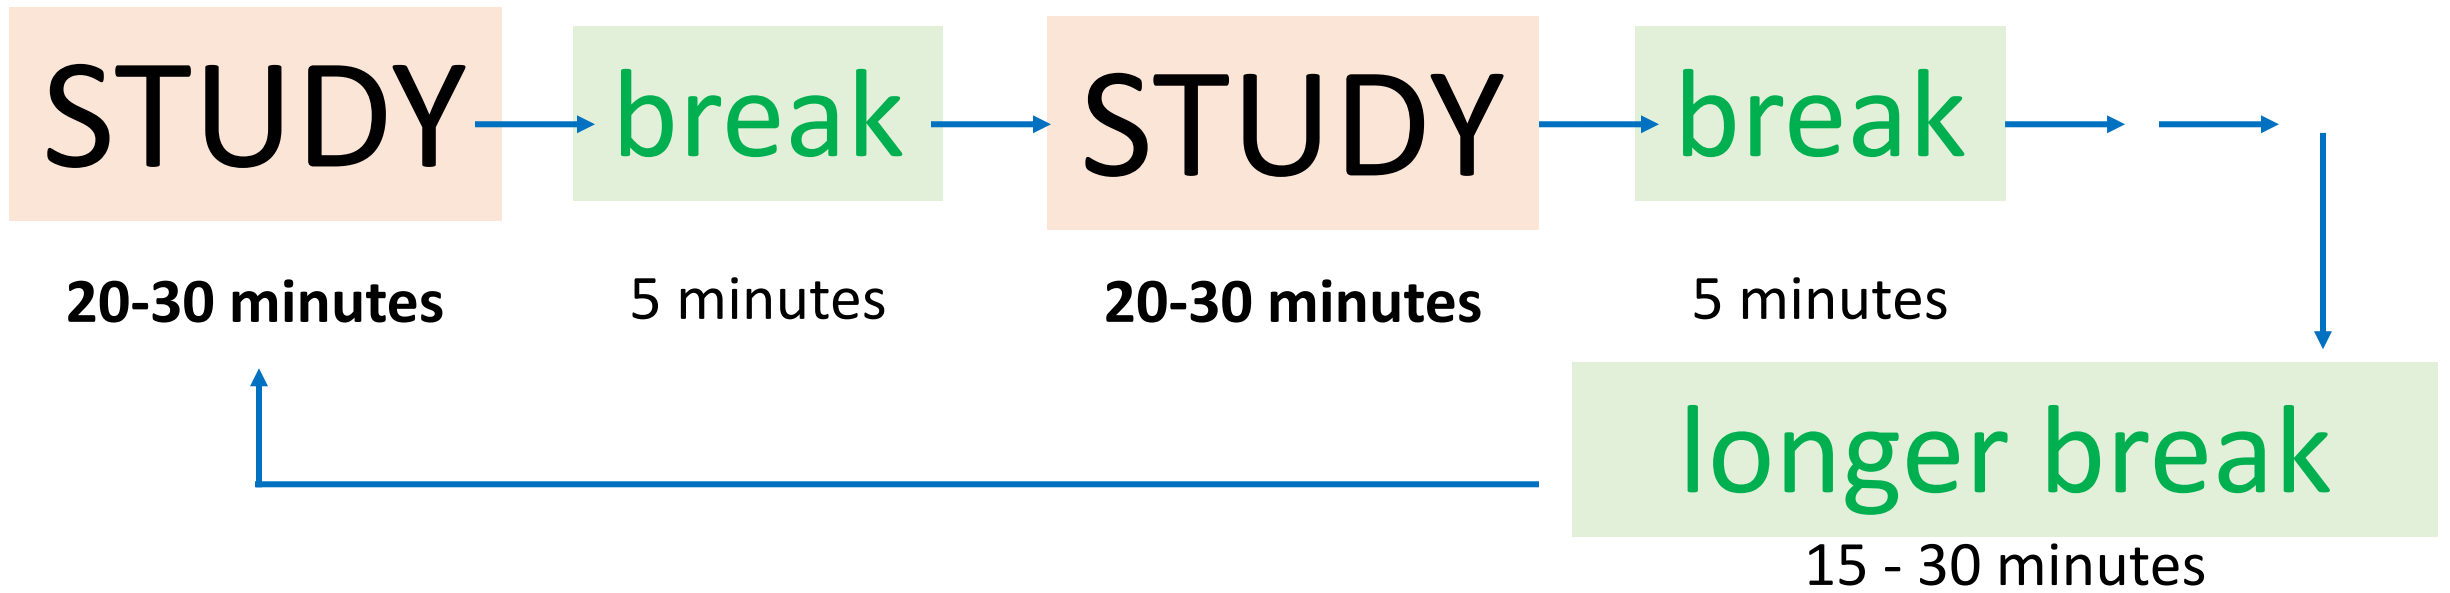 STUDY
break
STUDY
break
20-30 minutes
5 minutes
20-30 minutes
5 minutes
longer break
15 - 30 minutes